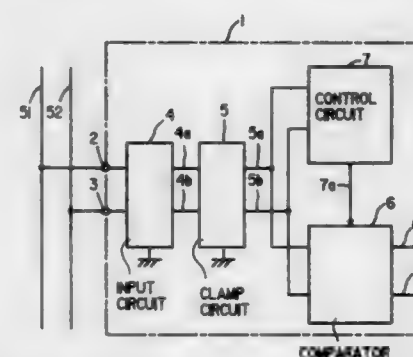 1
51 52
7
CONTROL
CIRCUIT
4
4a
5
5a
2
3
4b
5b
7a
6
INPUT
CIRCUIT
CLAMP
CIRCUIT
COMPARATOR